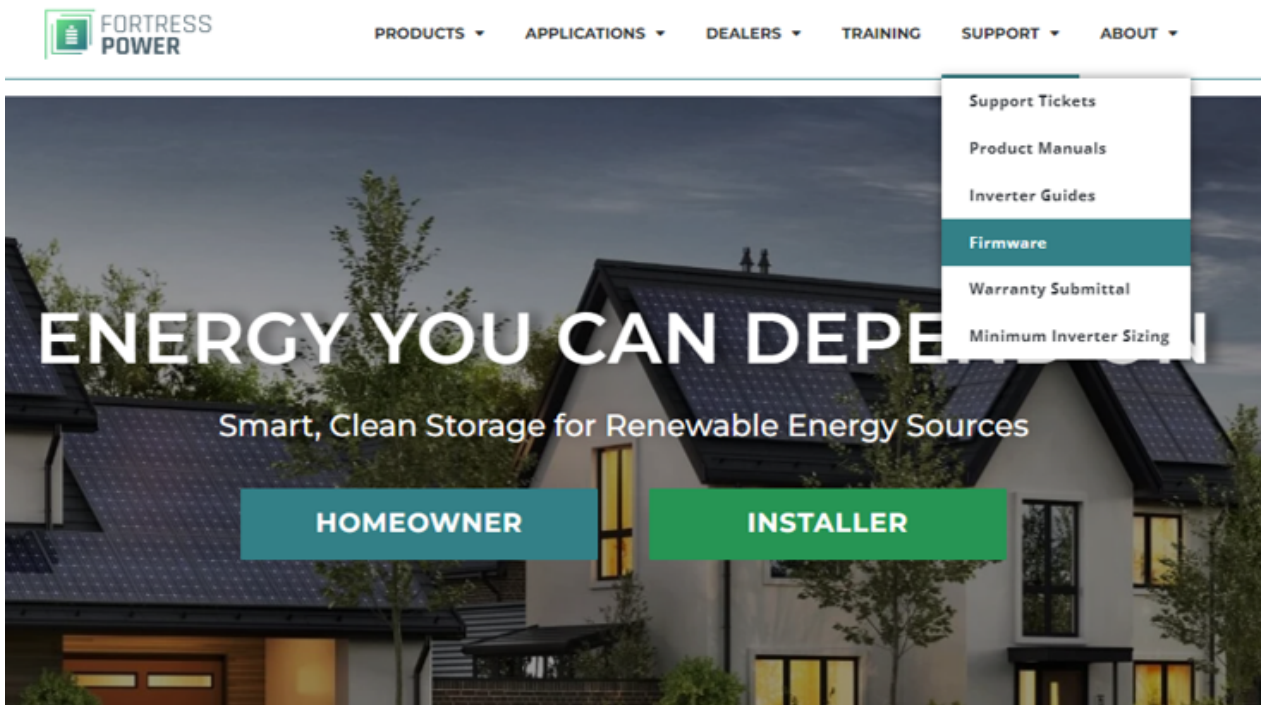 FORTRESS
POWER
PRODUCTS APPLICATIONS DEALERS TRAINING SUPPORT ABOUT
Support Tickets
Product Manuals
Inverter Guides
Firmware
Warranty Submittal
Minimum Inverter Sizing
ENERGY YOU CAN
Smart, Clean Storage for Renewable Energy Sources
HOMEOWNER INSTALLER